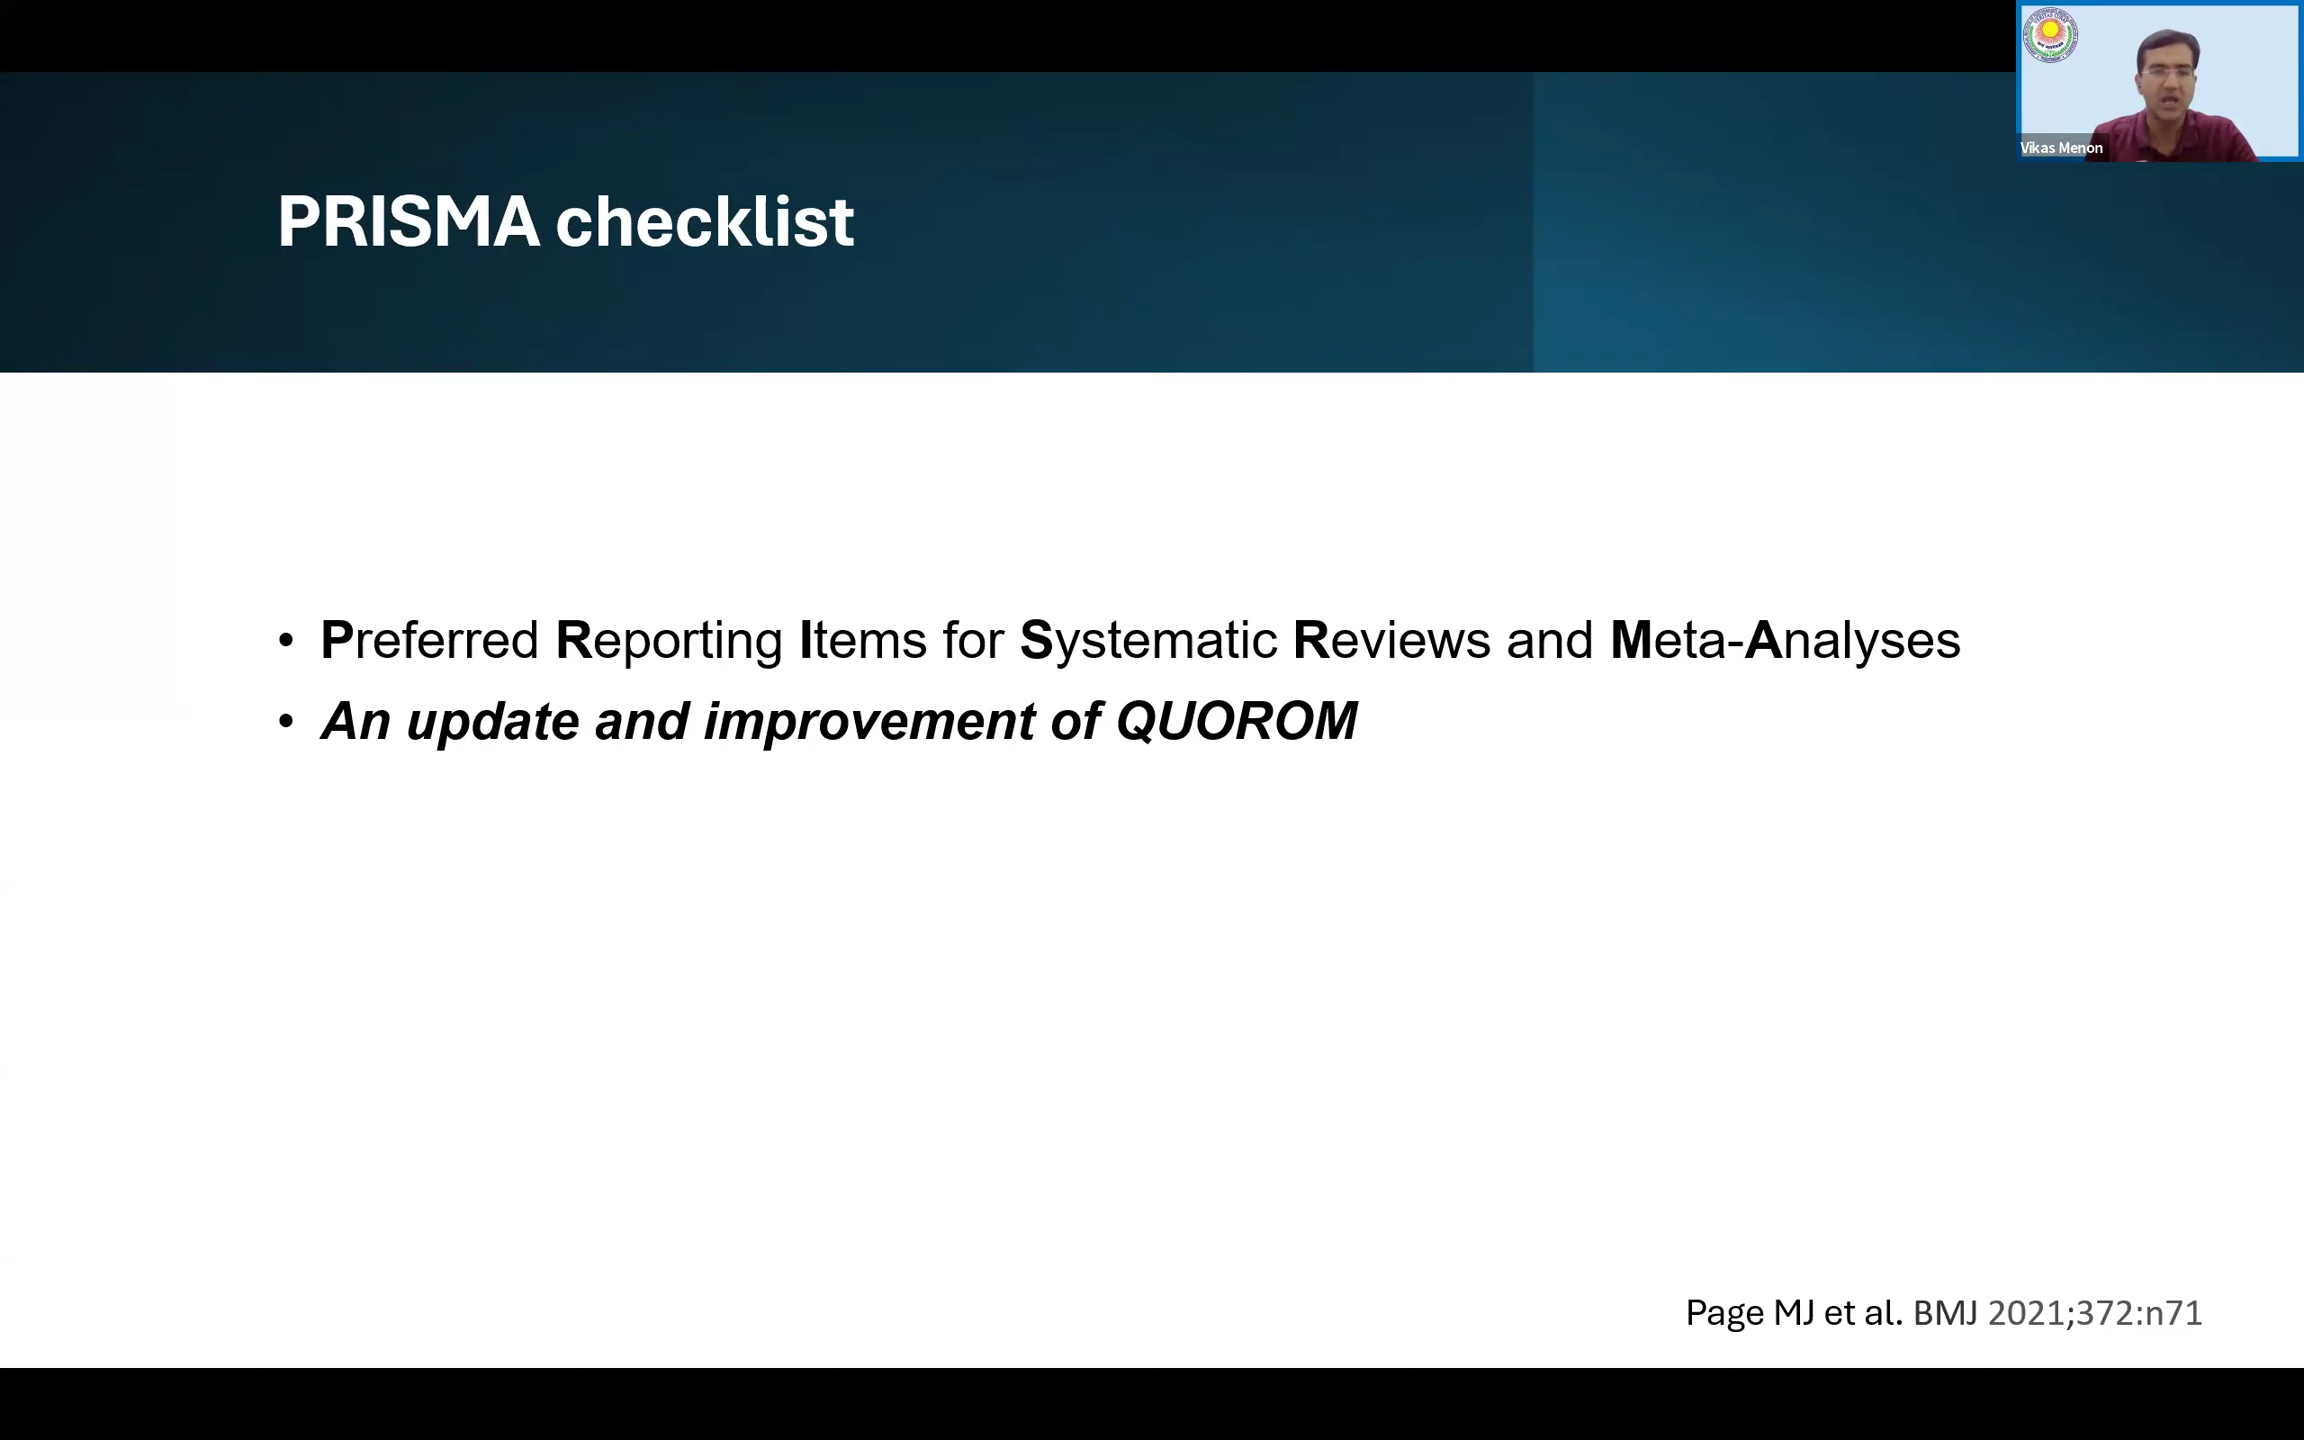 Vikas Menon
PRISMA checklist
• Preferred Reporting Items for Systematic Reviews and Meta-Analyses
• An update and improvement of QUOROM
Page MJ et al. BMJ 2021;372:n71